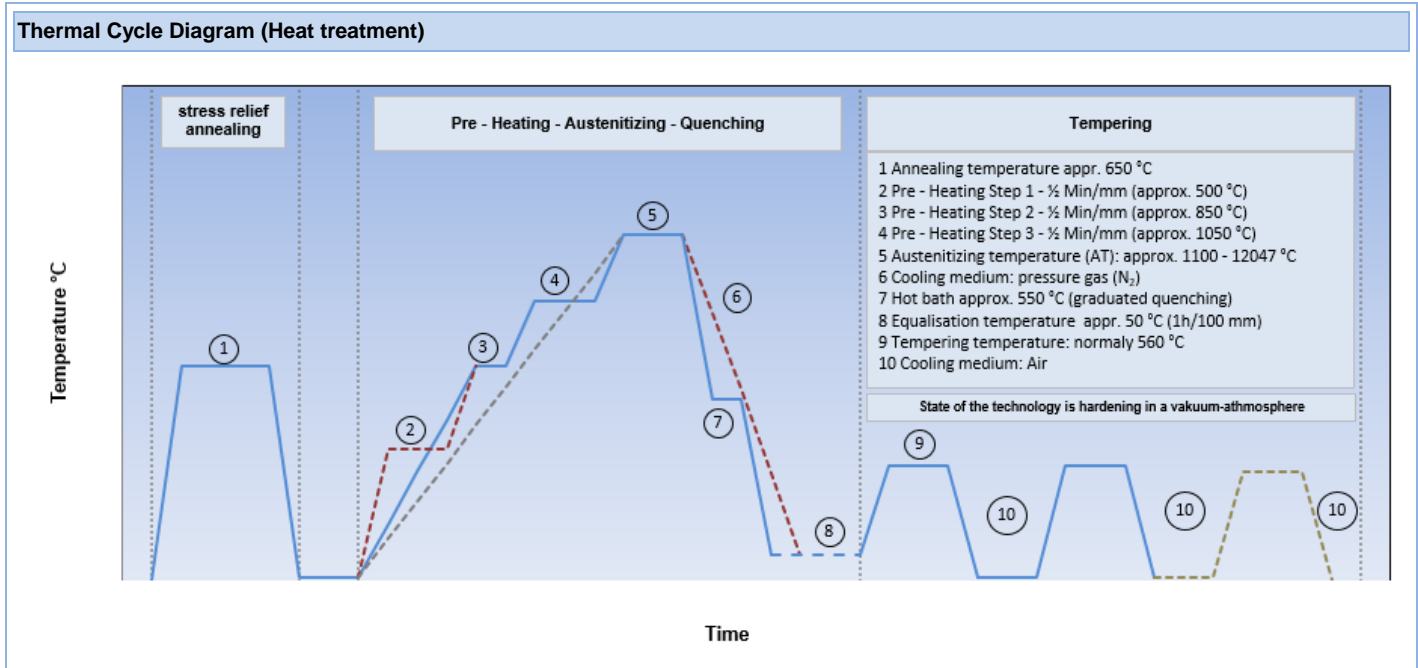 Thermal Cycle Diagram (Heat treatment)
stress relief
annealing
Pre - Heating - Austenitizing - Quenching
Tempering
1 Annealing temperature appr. 650 °C
2 Pre - Heating Step 1 - ½ Min/mm (approx. 500 °C)
3 Pre - Heating Step 2 - ½ Min/mm (approx. 850 °C)
4 Pre - Heating Step 3 - ½ Min/mm (approx. 1050 °C)
5 Austenitizing temperature (AT): approx. 1100 - 12047 °C
6 Cooling medium: pressure gas (N₂)
7 Hot bath approx. 550 °C (graduated quenching)
8 Equalisation temperature appr. 50 °C (1h/100 mm)
9 Tempering temperature: normaly 560 °C
10 Cooling medium: Air
State of the technology is hardening in a vakuum-athmosphere
Temperature °C
1
2
3
4
5
6
7
8
9
10
10
10
Time